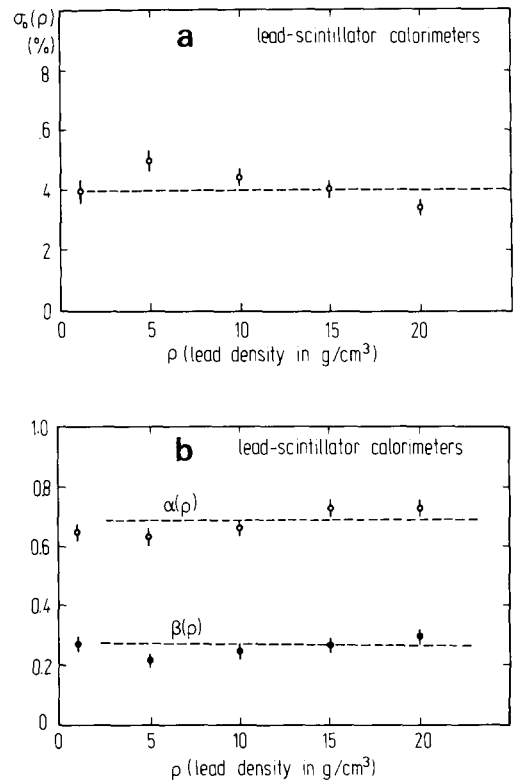 σ₀(ρ)
(%)
a
lead-scintillator calorimeters
8
6
4
2
0
0 5 10 15 20
ρ (lead density in g/cm³)
1.0
b
lead-scintillator calorimeters
0.8
α(ρ)
0.6
0.4
β(ρ)
0.2
0
0 5 10 15 20
ρ (lead density in g/cm³)